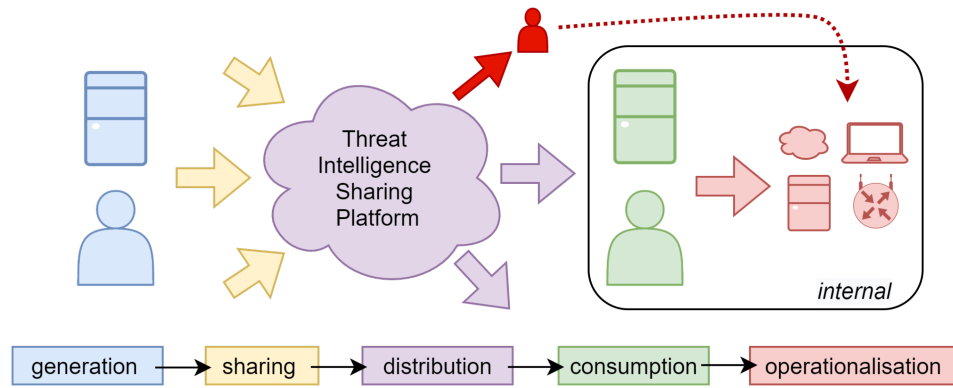 Threat
Intelligence
Sharing
Platform
internal
generation
sharing
distribution
consumption
operationalisation